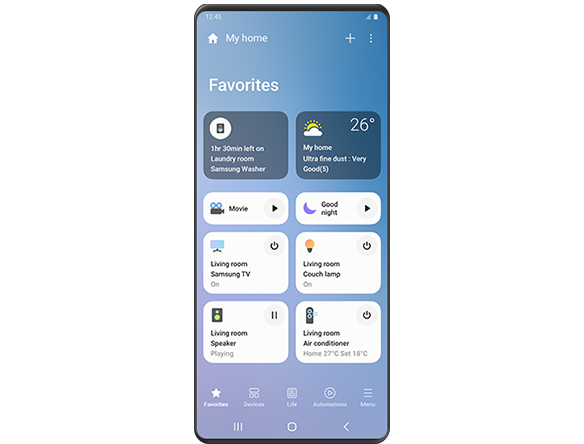 12:45
My home
Favorites
1hr 30min left on
Laundry room
Samsung Washer
26°
My home
Ultra fine dust : Very
Good(5)
Movie
Good
night
Living room
Samsung TV
On
Living room
Couch lamp
On
Living room
Speaker
Playing
Living room
Air conditioner
Home 27°C Set 18°C
Favorites
Devices
Life
Automations
Menu